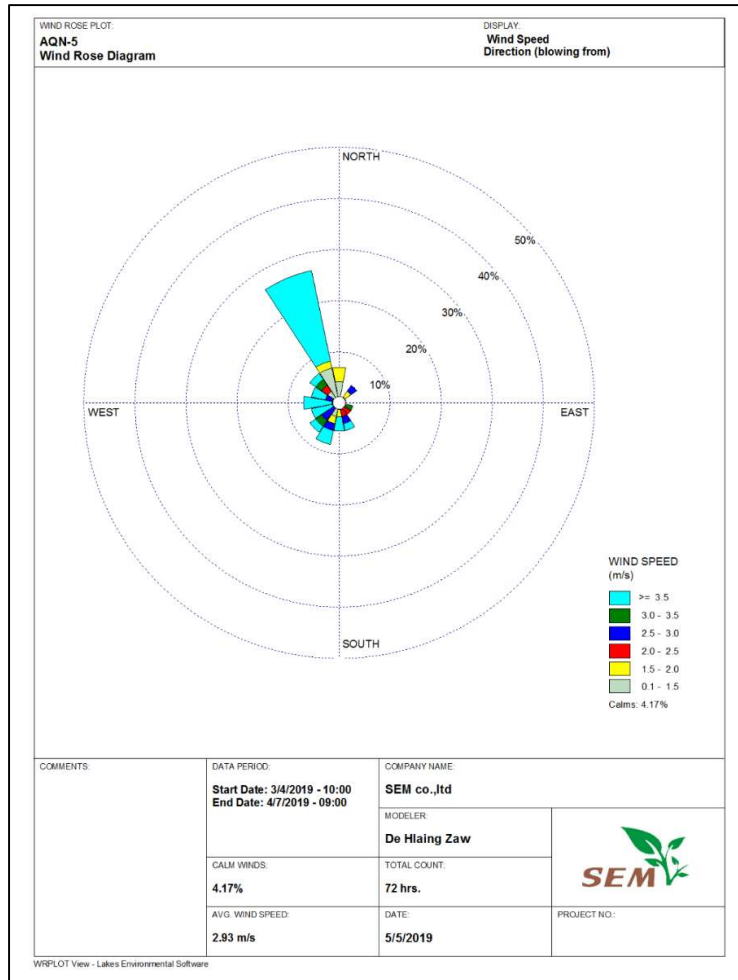 WIND ROSE PLOT:
AQN-5
Wind Rose Diagram
DISPLAY:
Wind Speed
Direction (blowing from)
NORTH
50%
40%
30%
20%
10%
WEST
EAST
SOUTH
WIND SPEED
(m/s)
>= 3.5
3.0 - 3.5
2.5 - 3.0
2.0 - 2.5
1.5 - 2.0
0.1 - 1.5
Calms: 4.17%
COMMENTS:
DATA PERIOD:
Start Date: 3/4/2019 - 10:00
End Date: 4/7/2019 - 09:00
COMPANY NAME:
SEM co.,ltd
MODELER:
De Hlaing Zaw
CALM WINDS:
4.17%
TOTAL COUNT:
72 hrs.
SEM
AVG. WIND SPEED:
2.93 m/s
DATE:
5/5/2019
PROJECT NO.:
WRPLOT View - Lakes Environmental Software